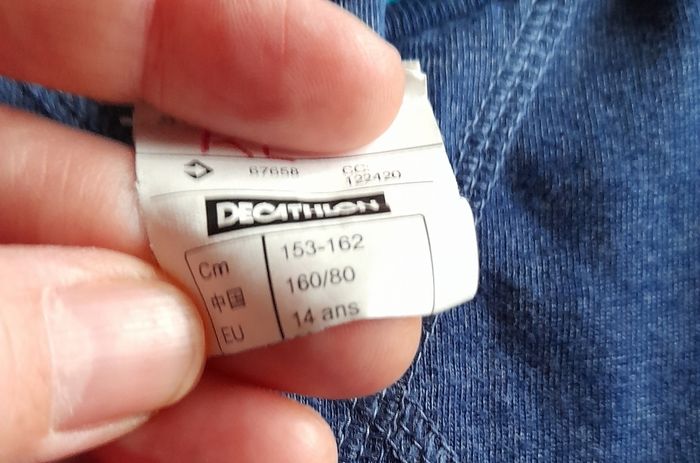 67658 CC:
122420
DECATHLON
Cm 153-162
中国 160/80
EU 14 ans